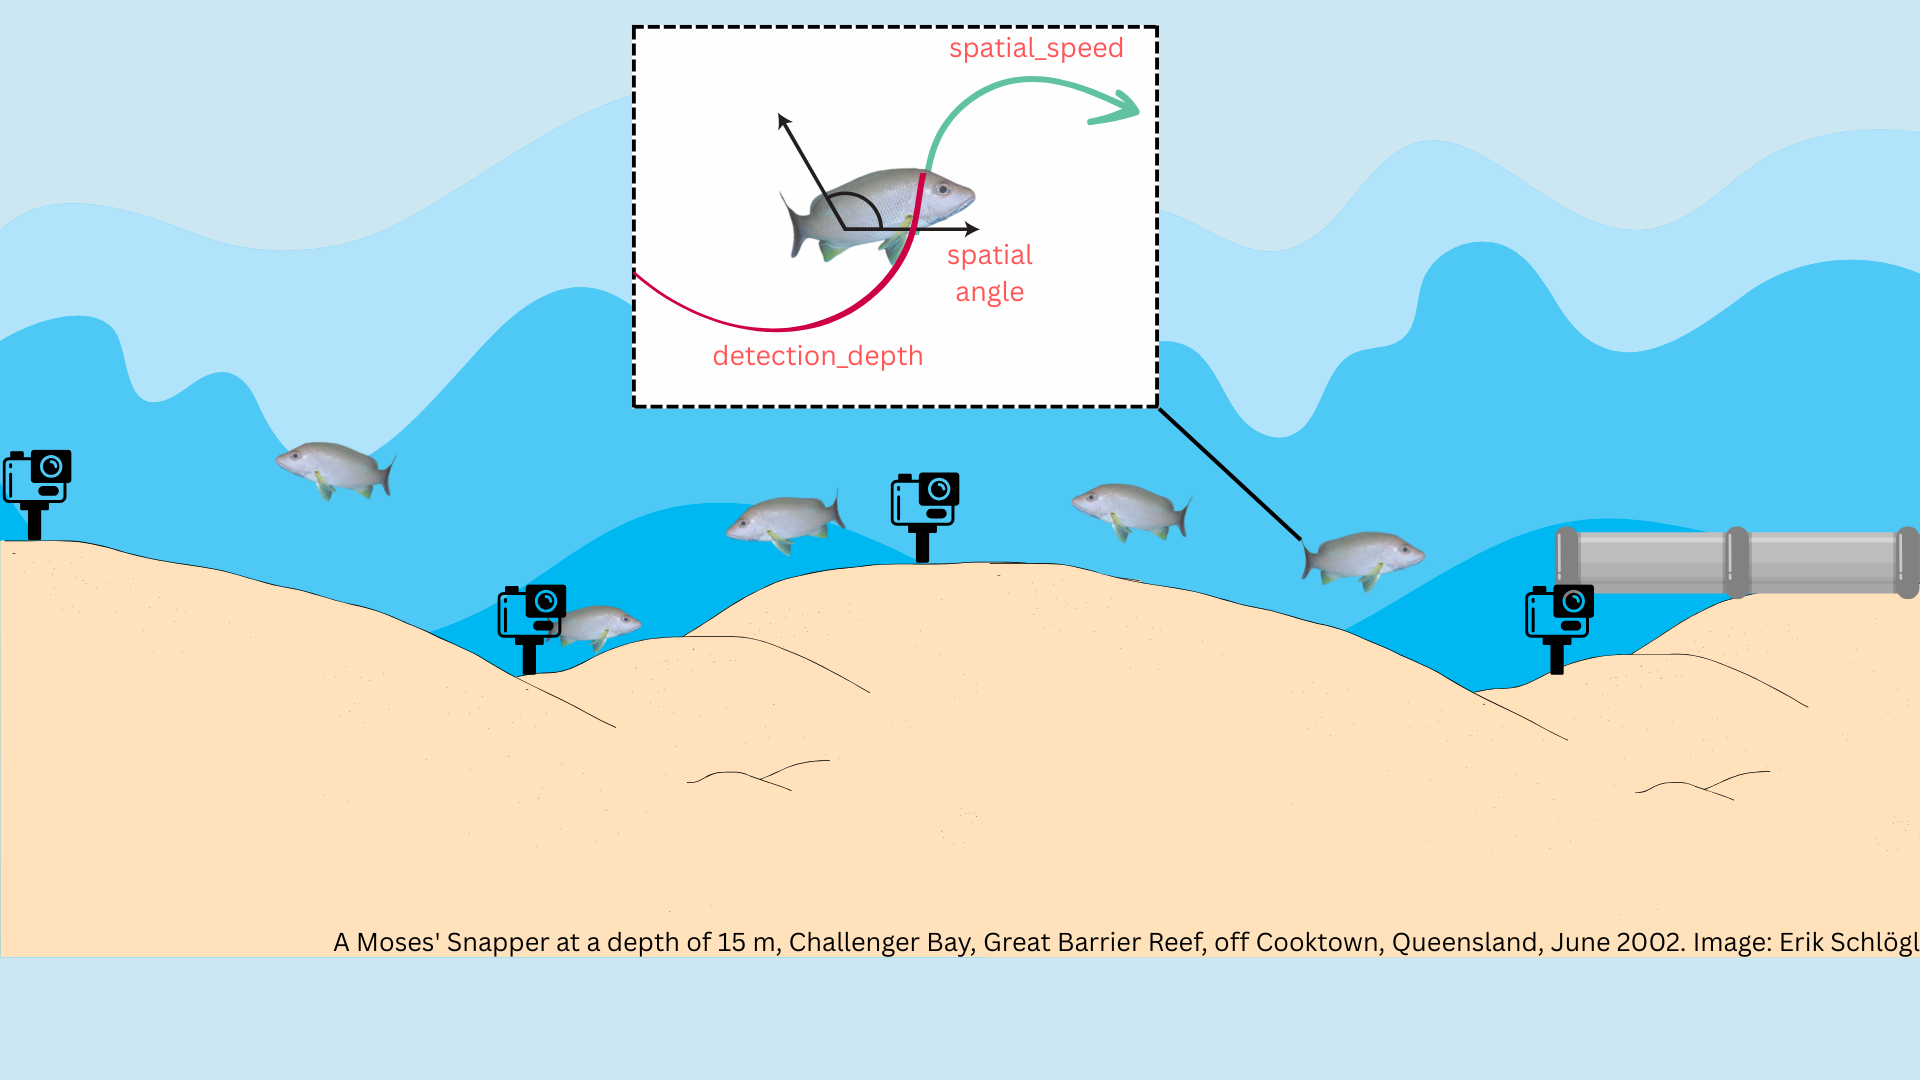 spatial_speed
spatial
angle
detection_depth
A Moses' Snapper at a depth of 15 m, Challenger Bay, Great Barrier Reef, off Cooktown, Queensland, June 2002. Image: Erik Schlögl